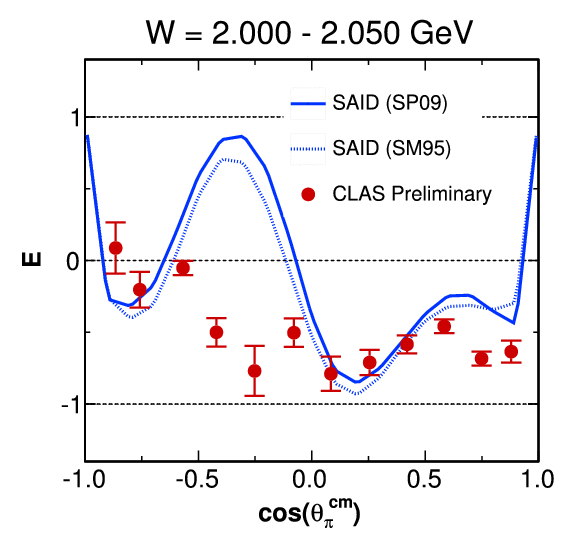 W = 2.000 - 2.050 GeV
SAID (SP09)
SAID (SM95)
CLAS Preliminary
1
0
-1
E
-1.0 -0.5 0.0 0.5 1.0
cos(θπcm)